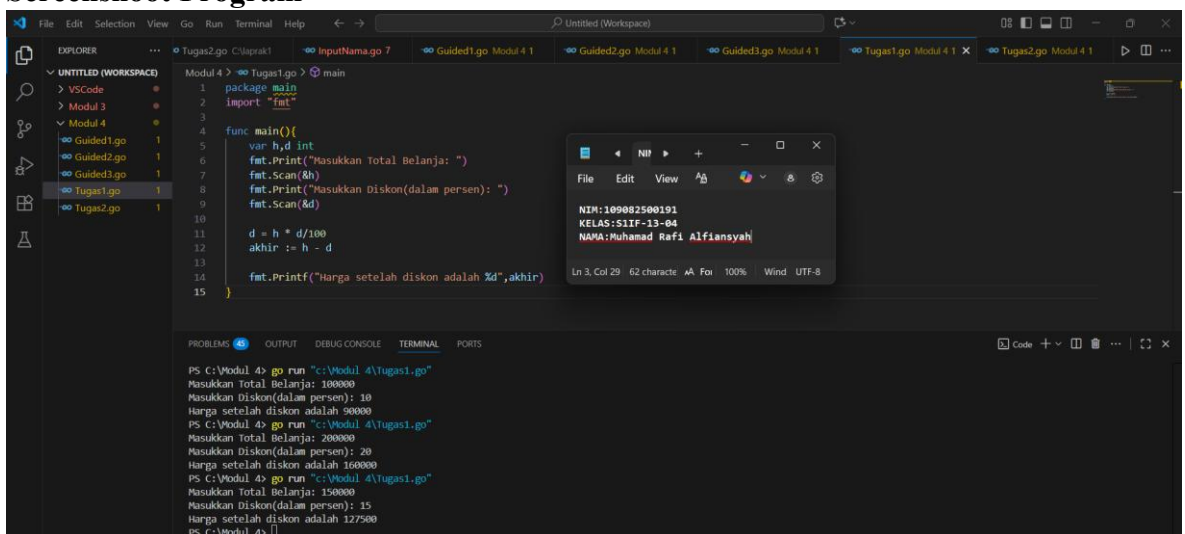 Screenshoot Program
File Edit Selection View Go Run Terminal Help
Untitled (Workspace)
EXPLORER
Tugas2.go C:\laprak1
InputNama.go 7
Guided1.go Modul 4 1
Guided2.go Modul 4 1
Guided3.go Modul 4 1
Tugas1.go Modul 4 1
Tugas2.go Modul 4 1
UNTITLED (WORKSPACE)
VSCode
Modul 3
Modul 4
Guided1.go 1
Guided2.go 1
Guided3.go 1
Tugas1.go 1
Tugas2.go 1
Modul 4 > Tugas1.go > main
1 package main
2 import "fmt"
3
4 func main(){
5 var h,d int
6 fmt.Print("Masukkan Total Belanja: ")
7 fmt.Scan(&h)
8 fmt.Print("Masukkan Diskon(dalam persen): ")
9 fmt.Scan(&d)
10
11 d = h * d/100
12 akhir := h - d
13
14 fmt.Printf("Harga setelah diskon adalah %d",akhir)
15 }
File Edit View
NIM:109082500191
KELAS:S1IF-13-04
NAMA:Muhamad Rafi Alfiansyah
Ln 3, Col 29 62 characte 100% Wind UTF-8
PROBLEMS 45 OUTPUT DEBUG CONSOLE TERMINAL PORTS
Code
PS C:\Modul 4> go run "c:\Modul 4\Tugas1.go"
Masukkan Total Belanja: 100000
Masukkan Diskon(dalam persen): 10
Harga setelah diskon adalah 90000
PS C:\Modul 4> go run "c:\Modul 4\Tugas1.go"
Masukkan Total Belanja: 200000
Masukkan Diskon(dalam persen): 20
Harga setelah diskon adalah 160000
PS C:\Modul 4> go run "c:\Modul 4\Tugas1.go"
Masukkan Total Belanja: 150000
Masukkan Diskon(dalam persen): 15
Harga setelah diskon adalah 127500
PS C:\Modul 4>